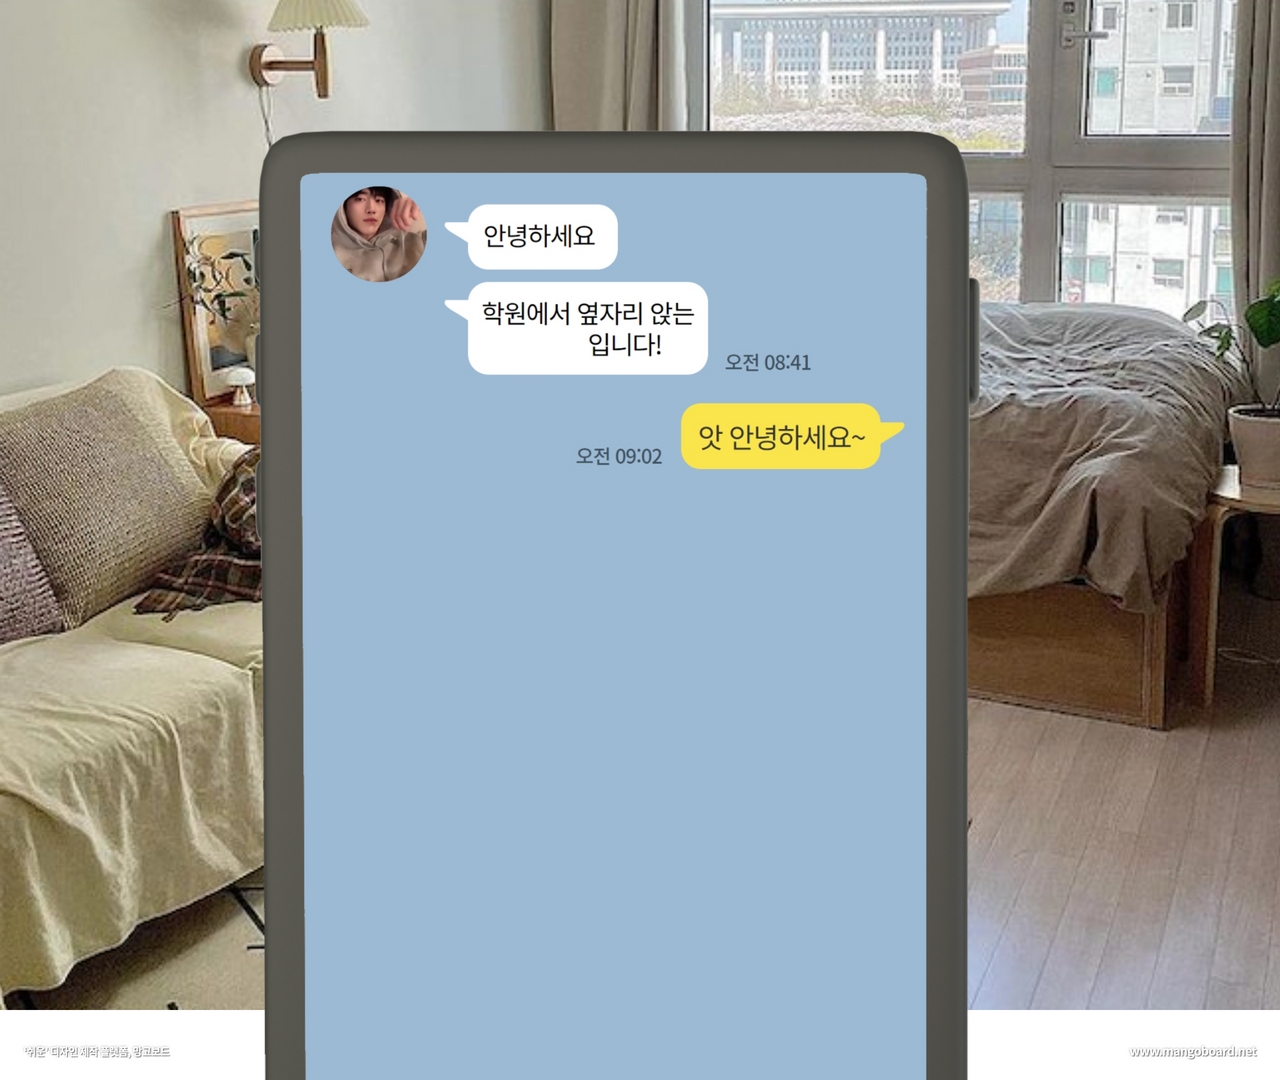 안녕하세요
학원에서 옆자리 앉는
입니다!
오전 08:41
앗 안녕하세요~
오전 09:02
'쉬운' 디자인 제작 플랫폼, 망고보드
www.mangoboard.net